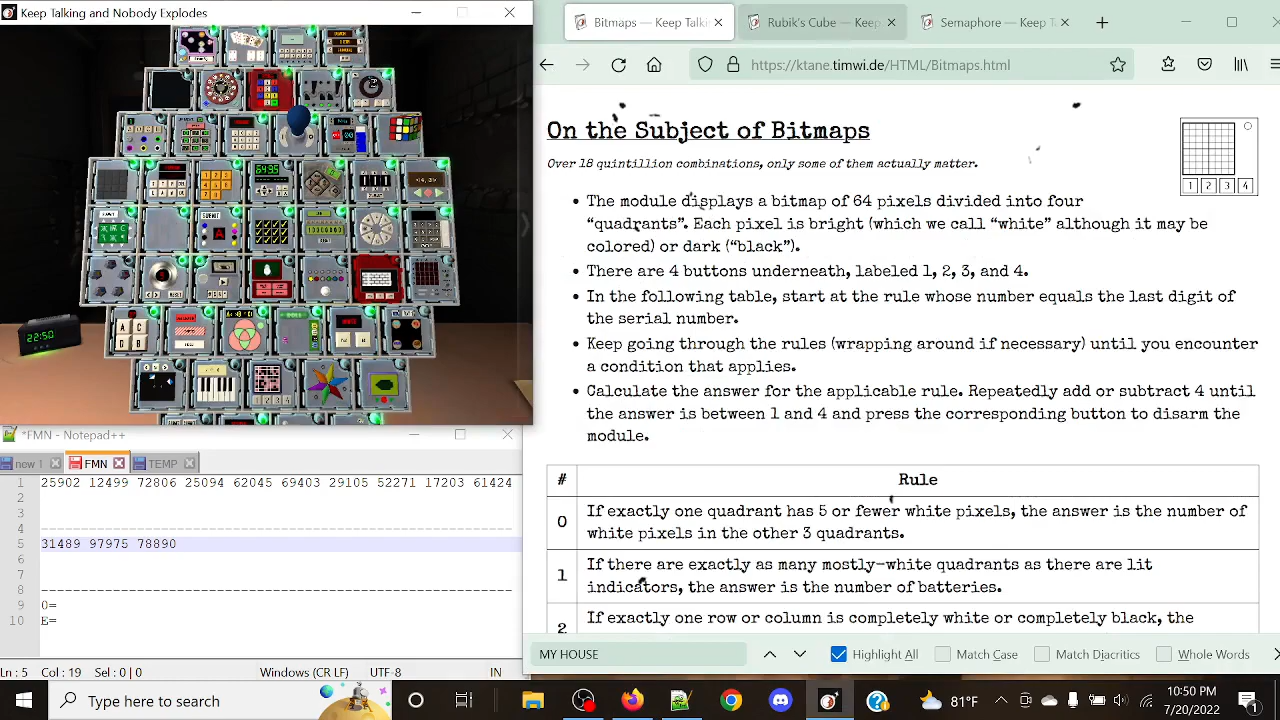 Keep Talking and Nobody Explodes
Bitmaps — Keep Talk
Rubik's Cube — Keep
Semaphore — Keep T
https://ktane.timwi.de/HTML/Bitmaps.html
22:50
SUBMIT
On the Subject of Bitmaps
Over 18 quintillion combinations, only some of them actually matter.
1 2 3 4
• The module displays a bitmap of 64 pixels divided into four
“quadrants”. Each pixel is bright (which we call “white” although it may be
colored) or dark (“black”).
• There are 4 buttons underneath, labeled 1, 2, 3, and 4.
• In the following table, start at the rule whose number equals the last digit of
the serial number.
• Keep going through the rules (wrapping around if necessary) until you encounter
a condition that applies.
• Calculate the answer for the applicable rule. Repeatedly add or subtract 4 until
the answer is between 1 and 4 and press the corresponding button to disarm the
module.
# Rule
0 If exactly one quadrant has 5 or fewer white pixels, the answer is the number of
white pixels in the other 3 quadrants.
1 If there are exactly as many mostly-white quadrants as there are lit
indicators, the answer is the number of batteries.
2 If exactly one row or column is completely white or completely black, the
MY HOUSE
Highlight All
Match Case
Match Diacritics
Whole Words
*FMN - Notepad++
new 1
FMN
TEMP
1 25902 12499 72806 25094 62045 69403 29105 52271 17203 61424
2
3
4
5 31489 97975 78890
6
7
8
9 0=
10 E=
Ln : 5 Col : 19 Sel : 0 | 0
Windows (CR LF)
UTF-8
IN
Type here to search
81°F
10:50 PM
7/20/2022